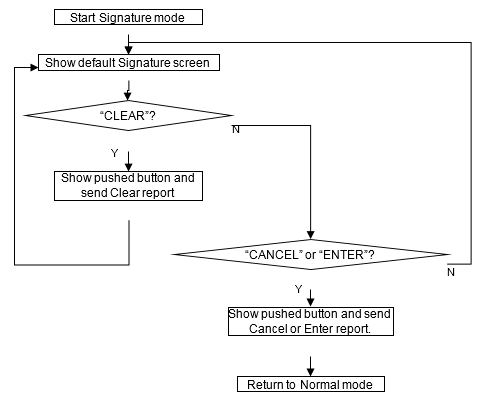 Start Signature mode
Show default Signature screen
“CLEAR”?
N
Y
Show pushed button and
send Clear report
“CANCEL” or “ENTER”?
N
Y
Show pushed button and send
Cancel or Enter report.
Return to Normal mode